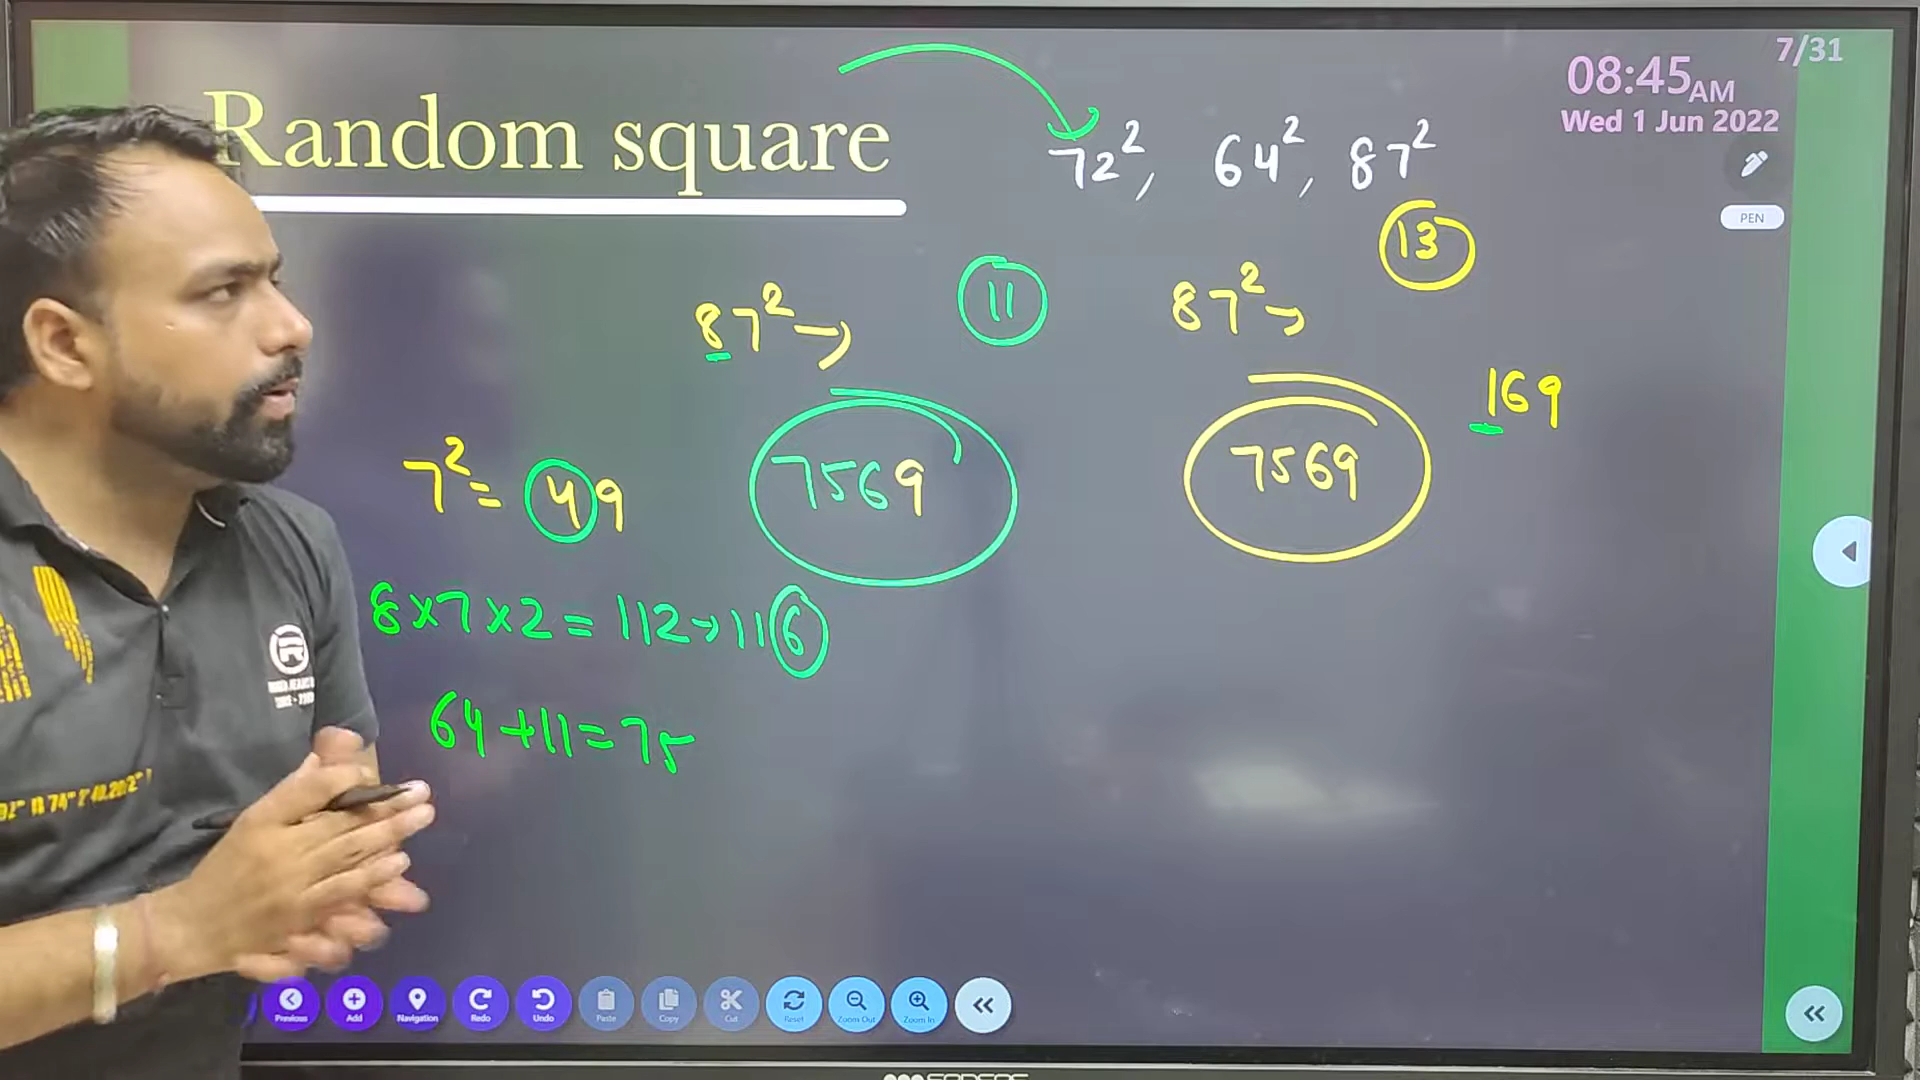 7/31
08:45AM
Wed 1 Jun 2022
PEN
Random square
72², 64², 87²
13
87²→
11
87²→
169
7²= 49
7569
7569
8×7×2 = 112→116
64+11=75
Previous
Add
Navigation
Redo
Undo
Paste
Copy
Cut
Reset
Zoom Out
Zoom In